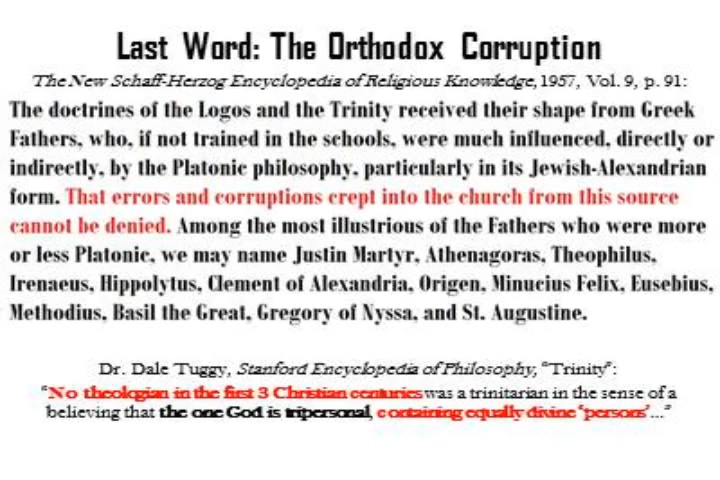 Last Word: The Orthodox Corruption
The New Schaff-Herzog Encyclopedia of Religious Knowledge, 1957, Vol. 9, p. 91:
The doctrines of the Logos and the Trinity received their shape from Greek
Fathers, who, if not trained in the schools, were much influenced, directly or
indirectly, by the Platonic philosophy, particularly in its Jewish-Alexandrian
form. That errors and corruptions crept into the church from this source
cannot be denied. Among the most illustrious of the Fathers who were more
or less Platonic, we may name Justin Martyr, Athenagoras, Theophilus,
Irenaeus, Hippolytus, Clement of Alexandria, Origen, Minucius Felix, Eusebius,
Methodius, Basil the Great, Gregory of Nyssa, and St. Augustine.
Dr. Dale Tuggy, Stanford Encyclopedia of Philosophy, "Trinity":
"No theologian in the first 3 Christian centuries was a trinitarian in the sense of a
believing that the one God is tripersonal, containing equally divine 'persons'..."